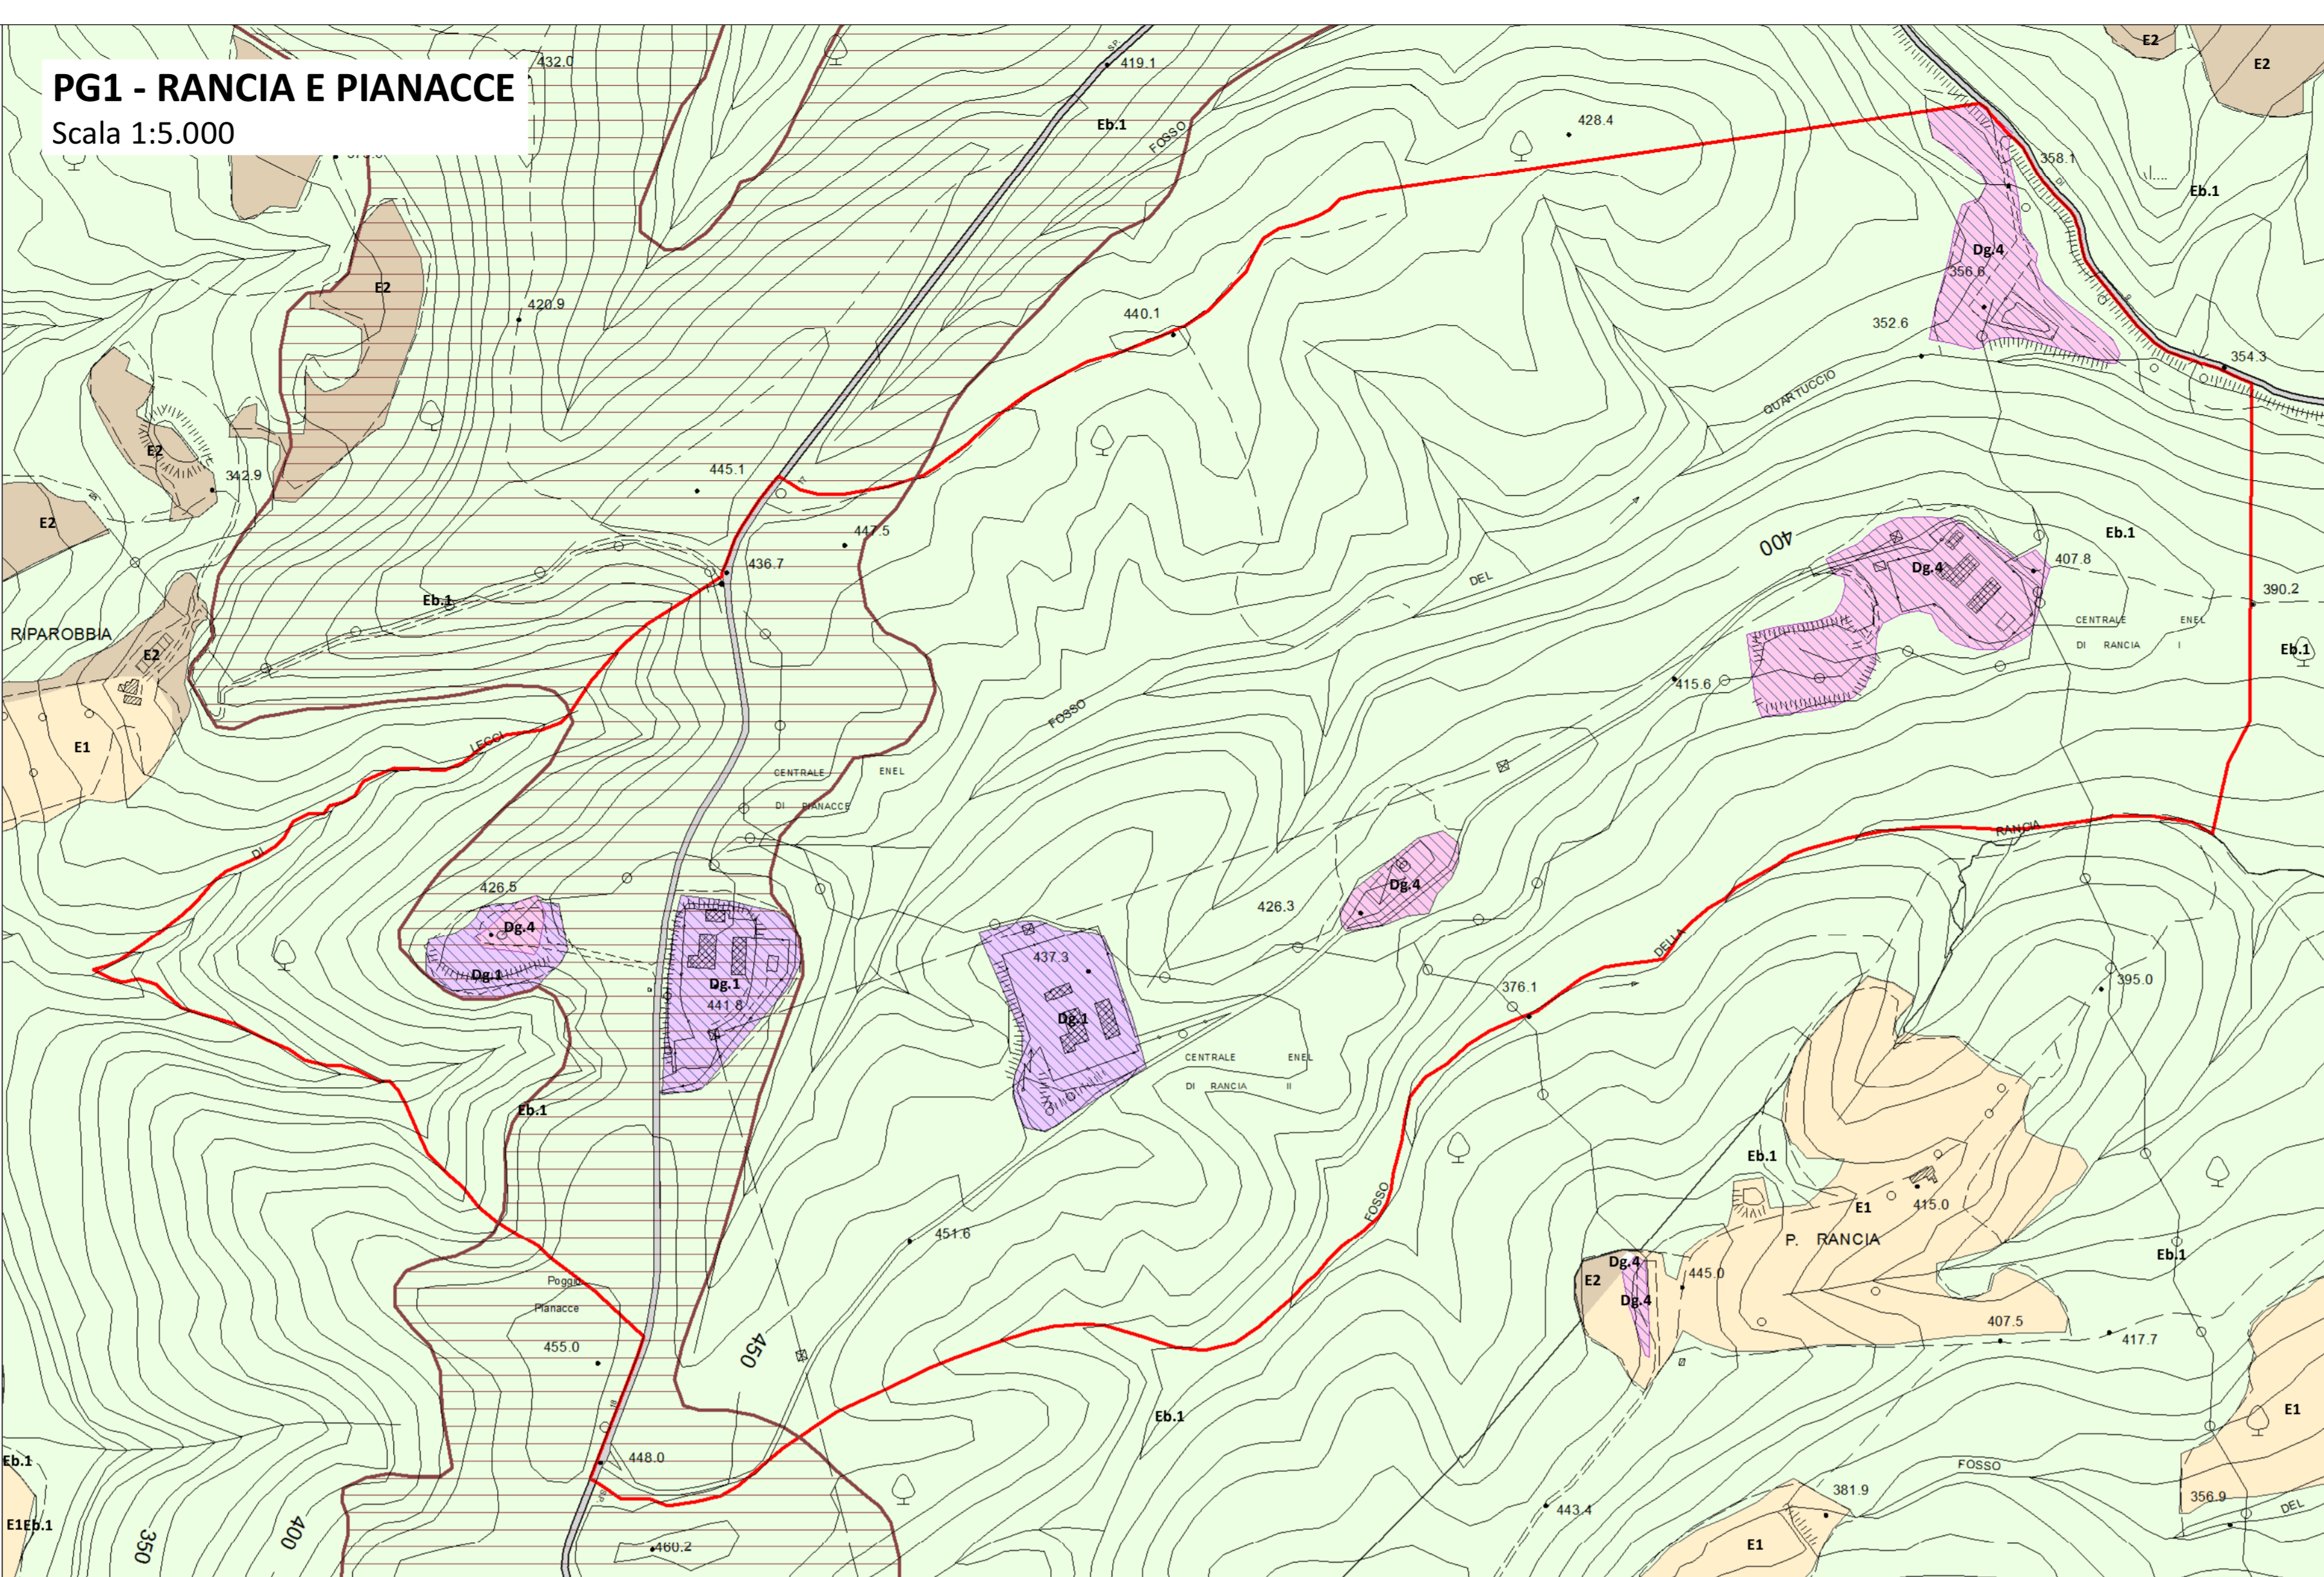 PG1 - RANCIA E PIANACCE
Scala 1:5.000
432.0
S.P.
419.1
E2
E2
Eb.1
FOSSO
428.4
358.1
DI
Eb.1
E2
420.9
440.1
Dg.4
356.6
352.6
354.3
QUARTUCCIO
E2
342.9
445.1
17
E2
447.5
436.7
400
Eb.1
Dg.4
407.8
DEL
390.2
Eb.1
RIPAROBBIA
E2
CENTRALE ENEL
DI RANCIA I
Eb.1
415.6
E1
LECCI
FOSSO
CENTRALE ENEL
DI PIANACCE
RANCIA
DI
426.5
Dg.4
Dg.4
426.3
DELLA
Dg.1
Dg.1
441.8
437.3
Dg.1
376.1
395.0
CENTRALE ENEL
DI RANCIA II
Eb.1
Eb.1
FOSSO
E1
415.0
451.6
P. RANCIA
Eb.1
Poggio
Pianacce
Dg.4
E2
Dg.4
445.0
407.5
417.7
455.0
450
18
Eb.1
E1
Eb.1
448.0
S.P.
FOSSO
381.9
356.9
DEL
443.4
E1Eb.1
350
400
460.2
E1